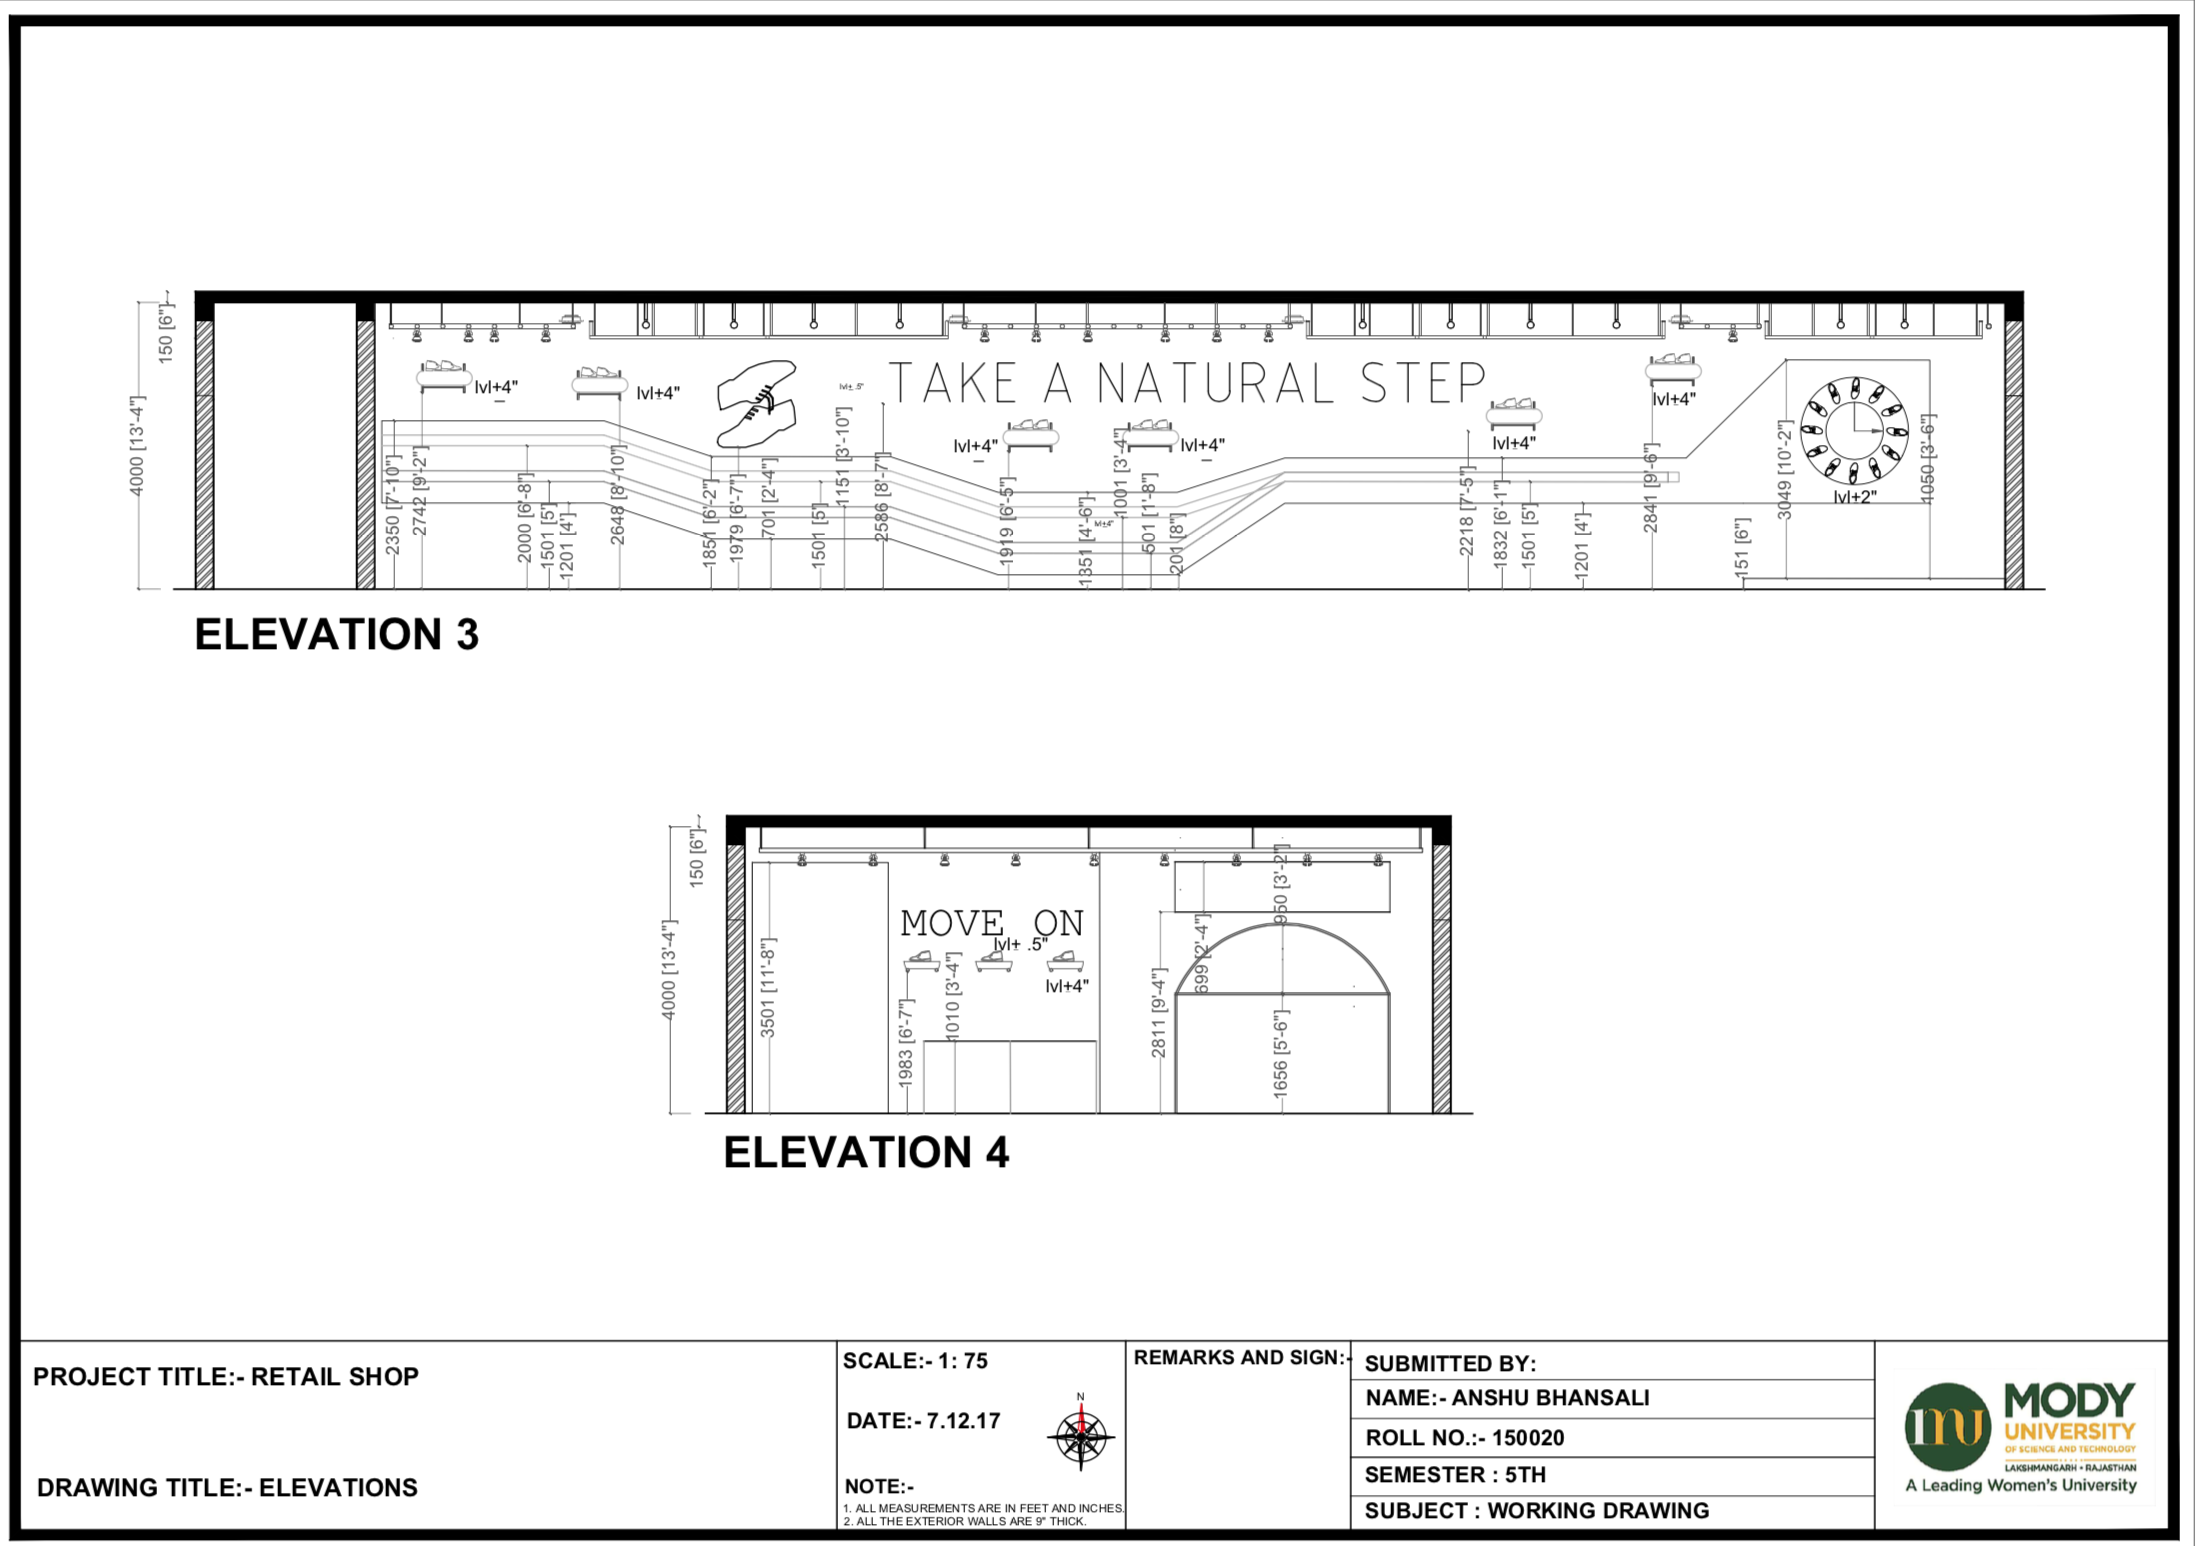 150 [6"]
4000 [13'-4"]
TAKE A NATURAL STEP
lvl+4"
lvl+4"
lvl± .5"
lvl+4"
lvl+4"
lvl+4"
lvl+4"
lvl+2"
lvl±4"
2350 [7'-10"]
2742 [9'-2"]
2000 [6'-8"]
1501 [5']
1201 [4']
2648 [8'-10"]
1851 [6'-2"]
1979 [6'-7"]
701 [2'-4"]
1501 [5']
1151 [3'-10"]
2586 [8'-7"]
1919 [6'-5"]
1351 [4'-6"]
1001 [3'-4"]
501 [1'-8"]
201 [8"]
2218 [7'-5"]
1832 [6'-1"]
1501 [5']
1201 [4']
2841 [9'-6"]
151 [6"]
3049 [10'-2"]
1050 [3'-6"]
ELEVATION 3
150 [6"]
4000 [13'-4"]
3501 [11'-8"]
MOVE ON
lvl± .5"
lvl±4"
1983 [6'-7"]
1010 [3'-4"]
2811 [9'-4"]
699 [2'-4"]
950 [3'-2"]
1656 [5'-6"]
ELEVATION 4
PROJECT TITLE:- RETAIL SHOP
DRAWING TITLE:- ELEVATIONS
SCALE:- 1: 75
DATE:- 7.12.17
N
NOTE:-
1. ALL MEASUREMENTS ARE IN FEET AND INCHES.
2. ALL THE EXTERIOR WALLS ARE 9" THICK.
REMARKS AND SIGN:-
SUBMITTED BY:
NAME:- ANSHU BHANSALI
ROLL NO.:- 150020
SEMESTER : 5TH
SUBJECT : WORKING DRAWING
mu
MODY
UNIVERSITY
OF SCIENCE AND TECHNOLOGY
LAKSHMANGARH • RAJASTHAN
A Leading Women's University